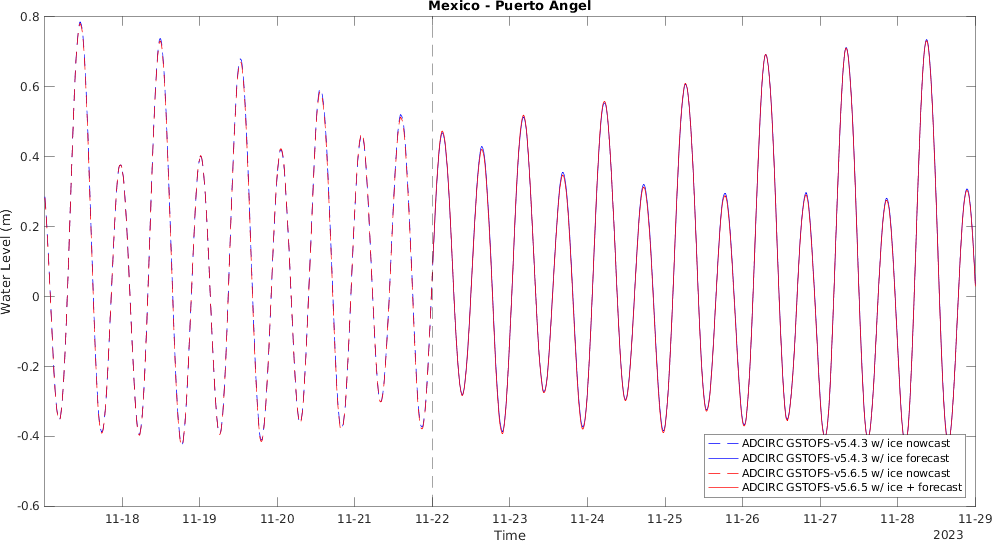 Mexico - Puerto Angel
Water Level (m)
0.8
0.6
0.4
0.2
0
-0.2
-0.4
-0.6
ADCIRC GSTOFS-v5.4.3 w/ ice nowcast
ADCIRC GSTOFS-v5.4.3 w/ ice forecast
ADCIRC GSTOFS-v5.6.5 w/ ice nowcast
ADCIRC GSTOFS-v5.6.5 w/ ice + forecast
11-18 11-19 11-20 11-21 11-22 11-23 11-24 11-25 11-26 11-27 11-28 11-29
Time
2023